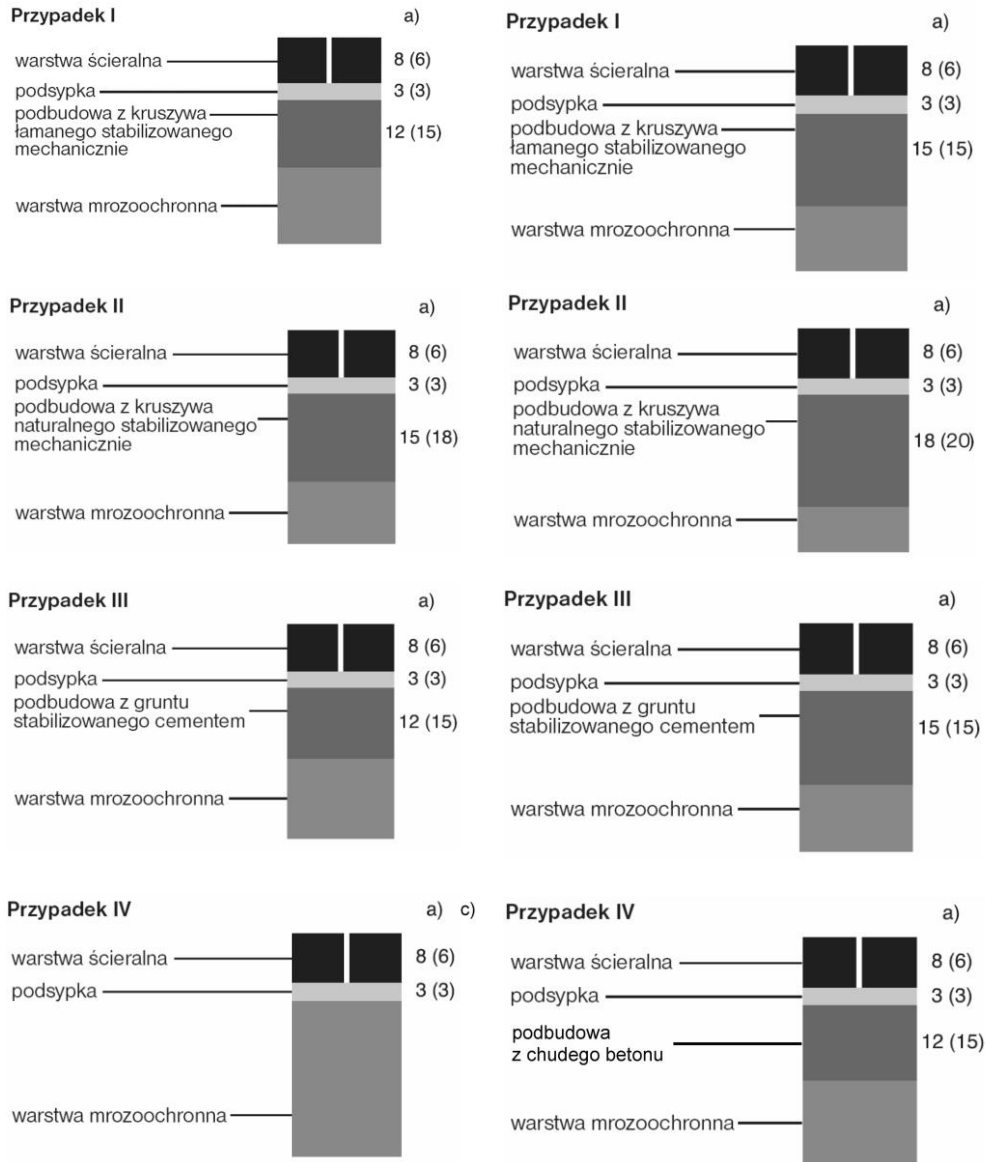 Przypadek I a)
warstwa ścieralna 8 (6)
podsypka 3 (3)
podbudowa z kruszywa
łamanego stabilizowanego 12 (15)
mechanicznie
warstwa mrozoochronna
Przypadek I a)
warstwa ścieralna 8 (6)
podsypka 3 (3)
podbudowa z kruszywa
łamanego stabilizowanego 15 (15)
mechanicznie
warstwa mrozoochronna
Przypadek II a)
warstwa ścieralna 8 (6)
podsypka 3 (3)
podbudowa z kruszywa
naturalnego stabilizowanego
mechanicznie 15 (18)
warstwa mrozoochronna
Przypadek II a)
warstwa ścieralna 8 (6)
podsypka 3 (3)
podbudowa z kruszywa
naturalnego stabilizowanego
mechanicznie 18 (20)
warstwa mrozoochronna
Przypadek III a)
warstwa ścieralna 8 (6)
podsypka 3 (3)
podbudowa z gruntu
stabilizowanego cementem 12 (15)
warstwa mrozoochronna
Przypadek III a)
warstwa ścieralna 8 (6)
podsypka 3 (3)
podbudowa z gruntu
stabilizowanego cementem 15 (15)
warstwa mrozoochronna
Przypadek IV a) c)
warstwa ścieralna 8 (6)
podsypka 3 (3)
warstwa mrozoochronna
Przypadek IV a)
warstwa ścieralna 8 (6)
podsypka 3 (3)
podbudowa
z chudego betonu 12 (15)
warstwa mrozoochronna